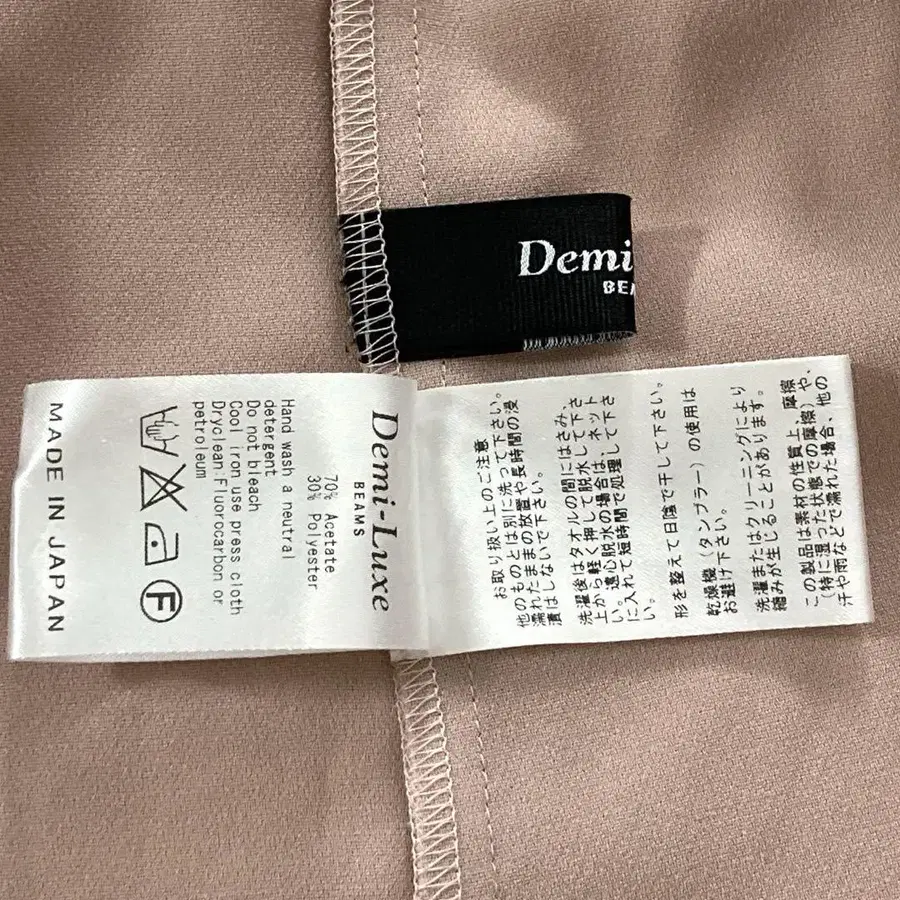 Demi
BE
Demi-Luxe
BEAMS
70% Acetate
30% Polyester
Hand wash a neutral
detergent
Do not bleach
Cool iron use press cloth
Dryclean-Fluorocarbon or
petroleum
F
MADE IN JAPAN
お取り扱い上のご注意
他のものとは別に洗って下さい。
濡れたままの放置や長時間の浸
漬はしないで下さい。
洗濯後はタオルの間にはさみ、
上から軽く押して脱水して下さ
い。遠心脱水の場合は、ネット
に入れて短時間で処理して下さ
い。
形を整えて日陰で干して下さい。
乾燥機（タンブラー）の使用は
お避け下さい。
洗濯またはクリーニングにより
縮みが生じることがあります。
この製品は素材の性質上、摩擦
（特に湿った状態での摩擦）や、
汗や雨などで濡れた場合、他の